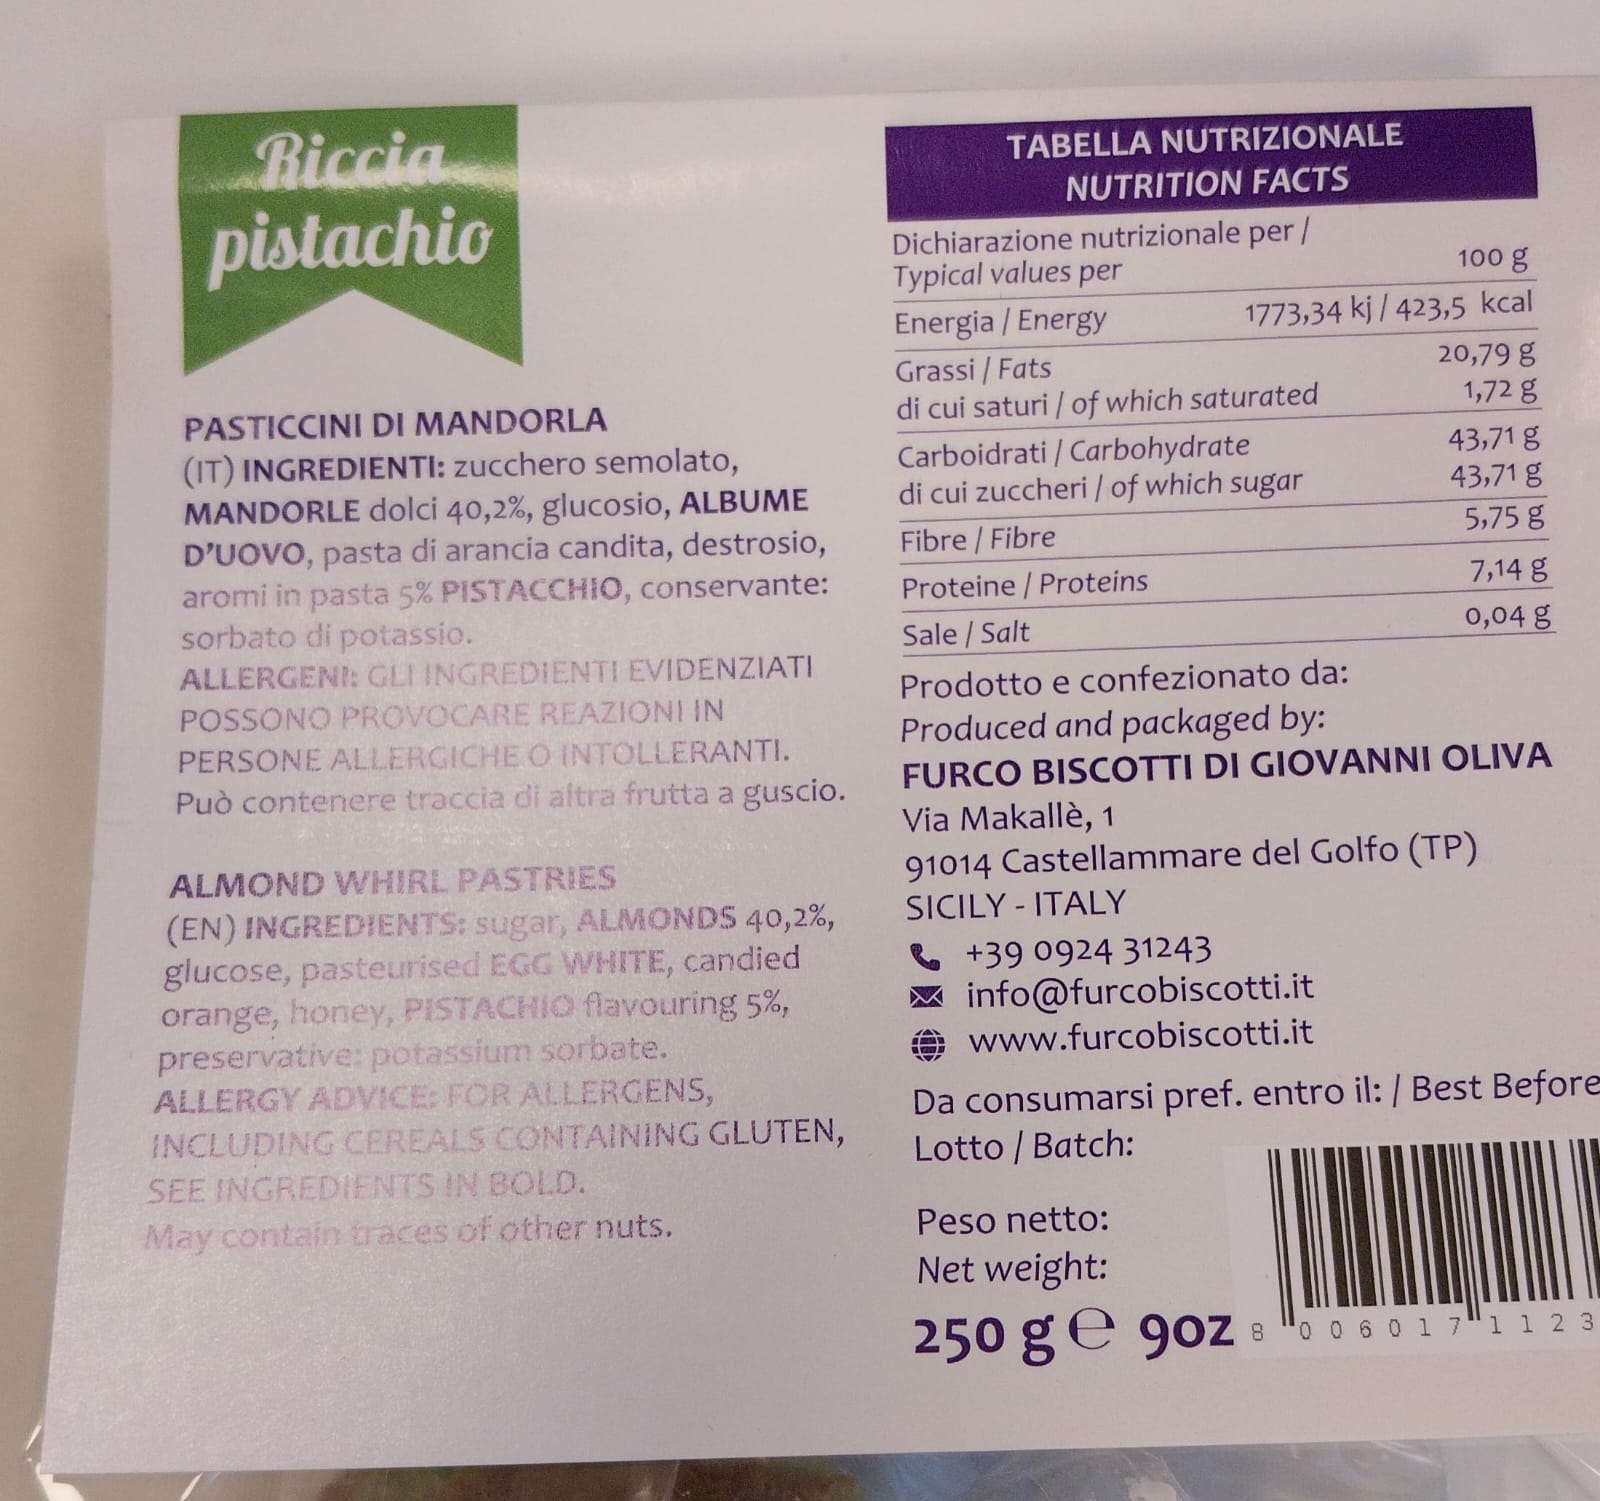 Riccia
pistachio
PASTICCINI DI MANDORLA
(IT) INGREDIENTI: zucchero semolato,
MANDORLE dolci 40,2%, glucosio, ALBUME
D'UOVO, pasta di arancia candita, destrosio,
aromi in pasta 5% PISTACCHIO, conservante:
sorbato di potassio.
ALLERGENI: GLI INGREDIENTI EVIDENZIATI
POSSONO PROVOCARE REAZIONI IN
PERSONE ALLERGICHE O INTOLLERANTI.
Può contenere traccia di altra frutta a guscio.
ALMOND WHIRL PASTRIES
(EN) INGREDIENTS: sugar, ALMONDS 40,2%,
glucose, pasteurised EGG WHITE, candied
orange, honey, PISTACHIO flavouring 5%,
preservative: potassium sorbate.
ALLERGY ADVICE: FOR ALLERGENS,
INCLUDING CEREALS CONTAINING GLUTEN,
SEE INGREDIENTS IN BOLD.
May contain traces of other nuts.
TABELLA NUTRIZIONALE
NUTRITION FACTS
Dichiarazione nutrizionale per /
Typical values per 100 g
Energia / Energy 1773,34 kj / 423,5 kcal
Grassi / Fats 20,79 g
di cui saturi / of which saturated 1,72 g
Carboidrati / Carbohydrate 43,71 g
di cui zuccheri / of which sugar 43,71 g
Fibre / Fibre 5,75 g
Proteine / Proteins 7,14 g
Sale / Salt 0,04 g
Prodotto e confezionato da:
Produced and packaged by:
FURCO BISCOTTI DI GIOVANNI OLIVA
Via Makallè, 1
91014 Castellammare del Golfo (TP)
SICILY - ITALY
+39 0924 31243
info@furcobiscotti.it
www.furcobiscotti.it
Da consumarsi pref. entro il: / Best Before
Lotto / Batch:
Peso netto:
Net weight:
250 g e 9oz
8 006017 1123